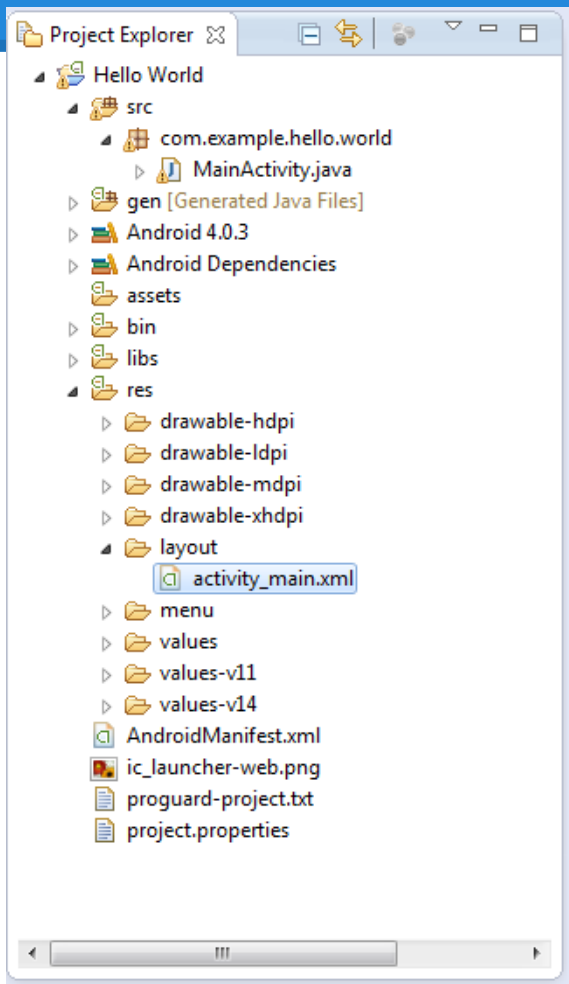 Project Explorer
Hello World
src
com.example.hello.world
MainActivity.java
gen [Generated Java Files]
Android 4.0.3
Android Dependencies
assets
bin
libs
res
drawable-hdpi
drawable-ldpi
drawable-mdpi
drawable-xhdpi
layout
activity_main.xml
menu
values
values-v11
values-v14
AndroidManifest.xml
ic_launcher-web.png
proguard-project.txt
project.properties